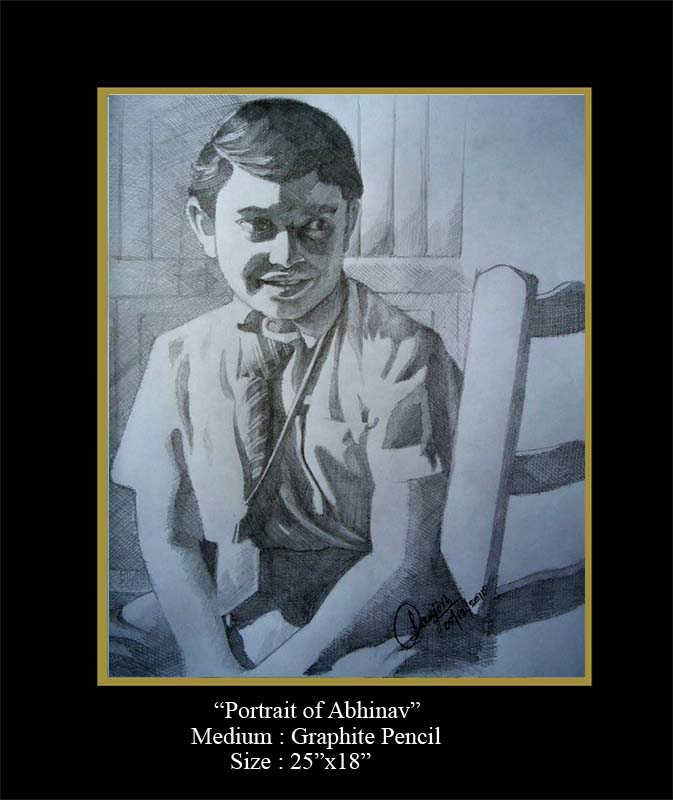 “Portrait of Abhinav”
Medium : Graphite Pencil
Size : 25”x18”